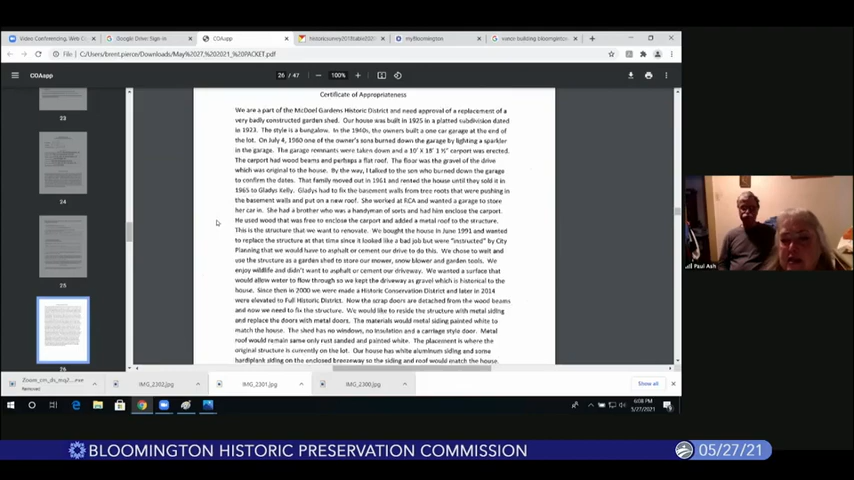 Video Conferencing, Web C
Google Drive: Sign-in
COAapp
historicsurvey2018table202
myBloomington
vanco building bloomington
File
C:/Users/brent.pierce/Downloads/May%2027,%202021_%20PACKET.pdf
COAapp
26 / 47
100%
Certificate of Appropriateness
We are a part of the McDoel Gardens Historic District and need approval of a replacement of a
very badly constructed garden shed. Our house was built in 1925 in a platted subdivision dated
in 1923. The style is a bungalow. In the 1940s, the owners built a one car garage at the end of
the lot. On July 4, 1960 one of the owner's sons burned down the garage by lighting a sparkler
in the garage. The garage remnants were taken down and a 10' X 18' 1 ½" carport was erected.
The carport had wood beams and perhaps a flat roof. The floor was the gravel of the drive
which was original to the house. By the way, I talked to the son who burned down the garage
to confirm the dates. That Family moved out in 1961 and rented the house until they sold it in
1965 to Gladys Kelly. Gladys had to fix the basement walls from tree roots that were pushing in
the basement walls and put on a new roof. She worked at RCA and wanted a garage to store
her car in. She had a brother who was a handyman of sorts and had him enclose the carport.
He used wood that was free to enclose the carport and added a metal roof to the structure.
This is the structure that we want to renovate. We bought the house in June 1991 and wanted
to replace the structure at that time since it looked like a bad job but were "instructed" by City
Planning that we would have to asphalt or cement our drive to do this. We chose to wait and
use the structure as a garden shed to store our mower, snow blower and garden tools. We
enjoy wildlife and didn't want to asphalt or cement our driveway. We wanted a surface that
would allow water to flow through so we kept the driveway as gravel which is historical to the
house. Since then in 2000 we were made a Historic Conservation District and later in 2014
were elevated to Full Historic District. Now the scrap doors are detached from the wood beams
and now we need to fix the structure. We would like to reside the structure with metal siding
and replace the doors with metal doors. The materials would metal siding painted white to
match the house. The shed has no windows, no insulation and a carriage style door. Metal
roof would remain same only rust sanded and painted white. The placement is where the
original structure is currently on the lot. Our house has white aluminum siding and some
hardiplank siding on the enclosed breezeway so the siding and roof would match the house.
23
24
25
26
Paul Ash
Removed
IMG_2302.jpg
IMG_2301.jpg
IMG_2300.jpg
Show all
6:08 PM
5/27/2021
BLOOMINGTON HISTORIC PRESERVATION COMMISSION
05/27/21